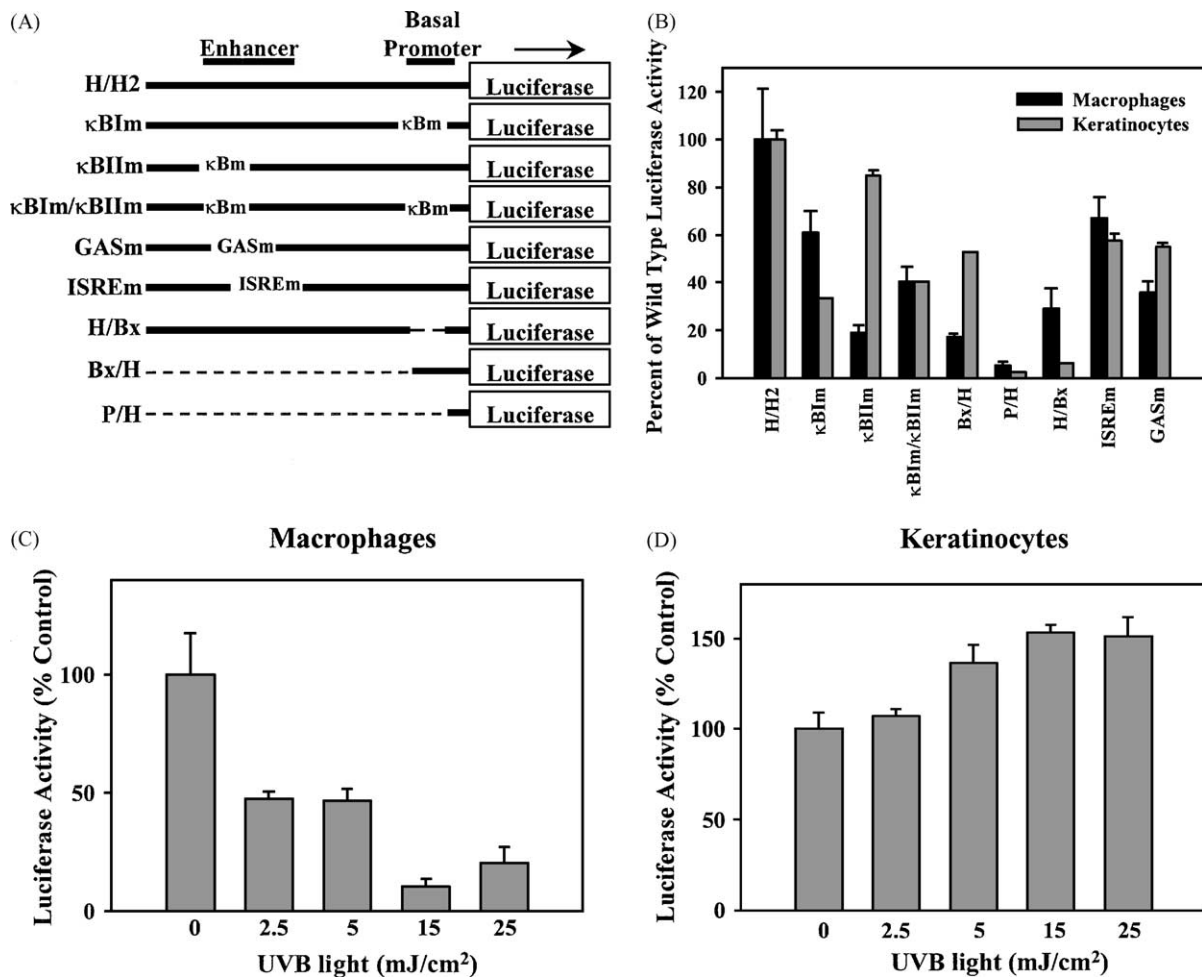 (A)
Basal
Enhancer Promoter
H/H2 Luciferase
κBIm κBm Luciferase
κBIIm κBm Luciferase
κBIm/κBIIm κBm κBm Luciferase
GASm GASm Luciferase
ISREm ISREm Luciferase
H/Bx Luciferase
Bx/H Luciferase
P/H Luciferase
(B)
Percent of Wild Type Luciferase Activity
120
100
80
60
40
20
0
Macrophages
Keratinocytes
H/H2
κBIm
κBIIm
κBIm/κBIIm
Bx/H
P/H
H/Bx
ISREm
GASm
(C)
Macrophages
Luciferase Activity (% Control)
100
50
0
0 2.5 5 15 25
UVB light (mJ/cm²)
(D)
Keratinocytes
Luciferase Activity (% Control)
150
100
50
0
0 2.5 5 15 25
UVB light (mJ/cm²)